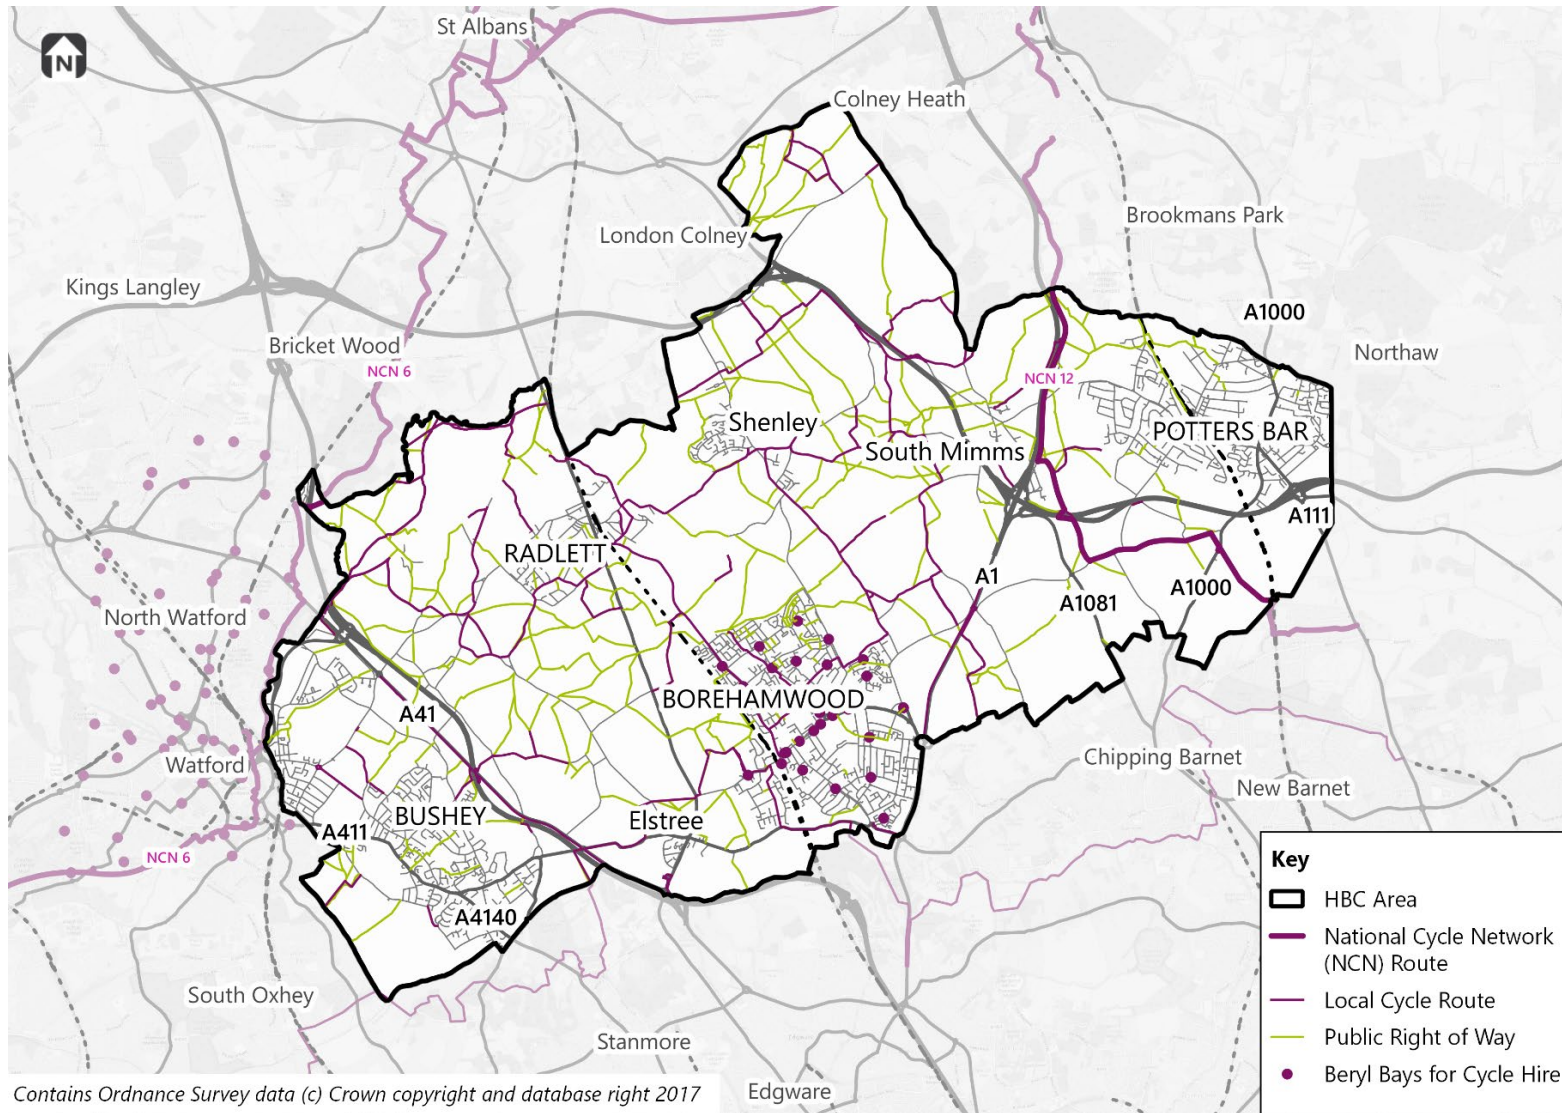 St Albans
N
Colney Heath
Brookmans Park
London Colney
Kings Langley
A1000
Bricket Wood
Northaw
NCN 6
NCN 12
Shenley
POTTERS BAR
South Mimms
A111
RADLETT
A1
A1000
A1081
North Watford
BOREHAMWOOD
A41
Chipping Barnet
Watford
New Barnet
BUSHEY
Elstree
A411
NCN 6
A4140
South Oxhey
Stanmore
Edgware
Key
HBC Area
National Cycle Network
(NCN) Route
Local Cycle Route
Public Right of Way
Beryl Bays for Cycle Hire
Contains Ordnance Survey data (c) Crown copyright and database right 2017